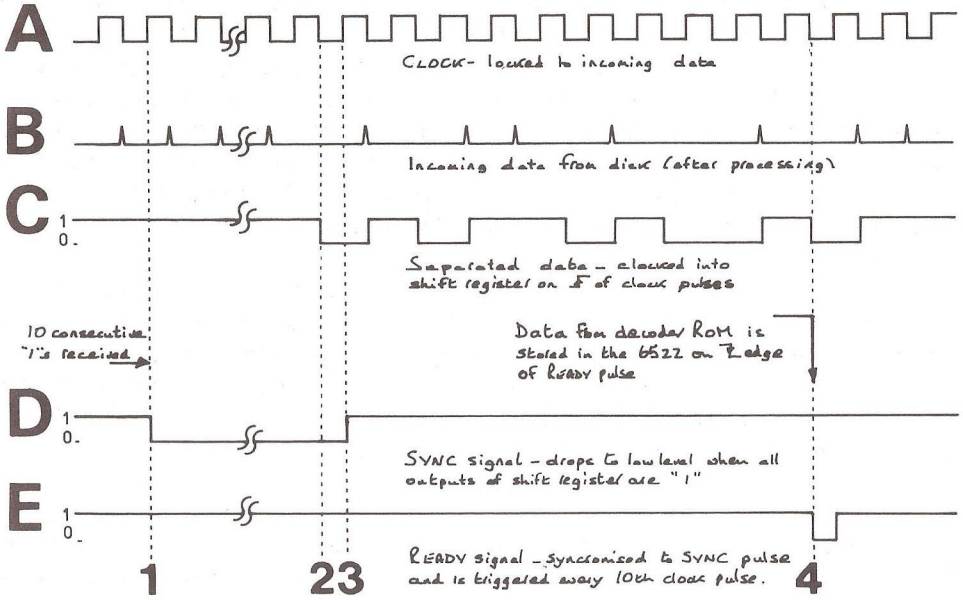 A
CLOCK - locked to incoming data
B
Incoming data from disk (after processing)
C
1
0
Separated data - clocked into
shift register on of clock pulses
10 consecutive
"1"s received
Data from decoder ROM is
stored in the 6522 on edge
of READY pulse
D
1
0
SYNC signal - drops to low level when all
outputs of shift register are "1"
E
1
0
READY signal - syncronised to SYNC pulse
and is triggered every 10th clock pulse.
1 2 3 4